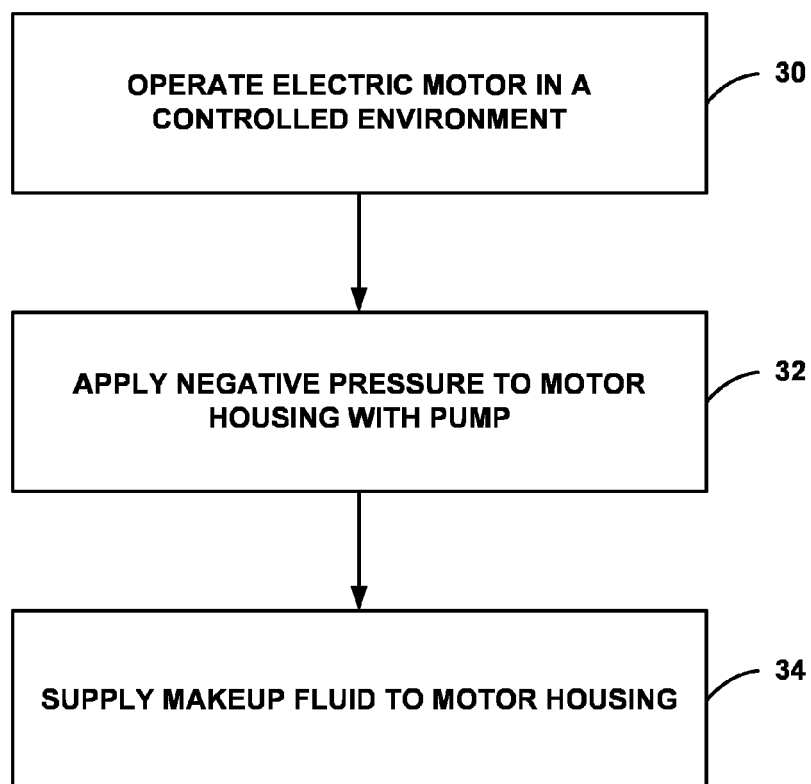 OPERATE ELECTRIC MOTOR IN A
CONTROLLED ENVIRONMENT
30
APPLY NEGATIVE PRESSURE TO MOTOR
HOUSING WITH PUMP
32
SUPPLY MAKEUP FLUID TO MOTOR HOUSING
34